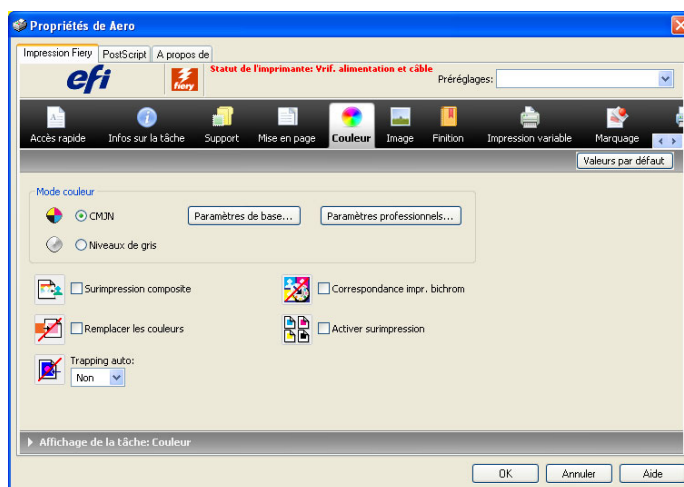 Propriétés de Aero
Impression Fiery PostScript A propos de
efi
fiery
Statut de l'imprimante: Vrif. alimentation et câble
Préréglages:
Accès rapide Infos sur la tâche Support Mise en page Couleur Image Finition Impression variable Marquage
Valeurs par défaut
Mode couleur
CMJN Paramètres de base... Paramètres professionnels...
Niveaux de gris
Surimpression composite Correspondance impr. bichrom
Remplacer les couleurs Activer surimpression
Trapping auto:
Non
Affichage de la tâche: Couleur
OK Annuler Aide